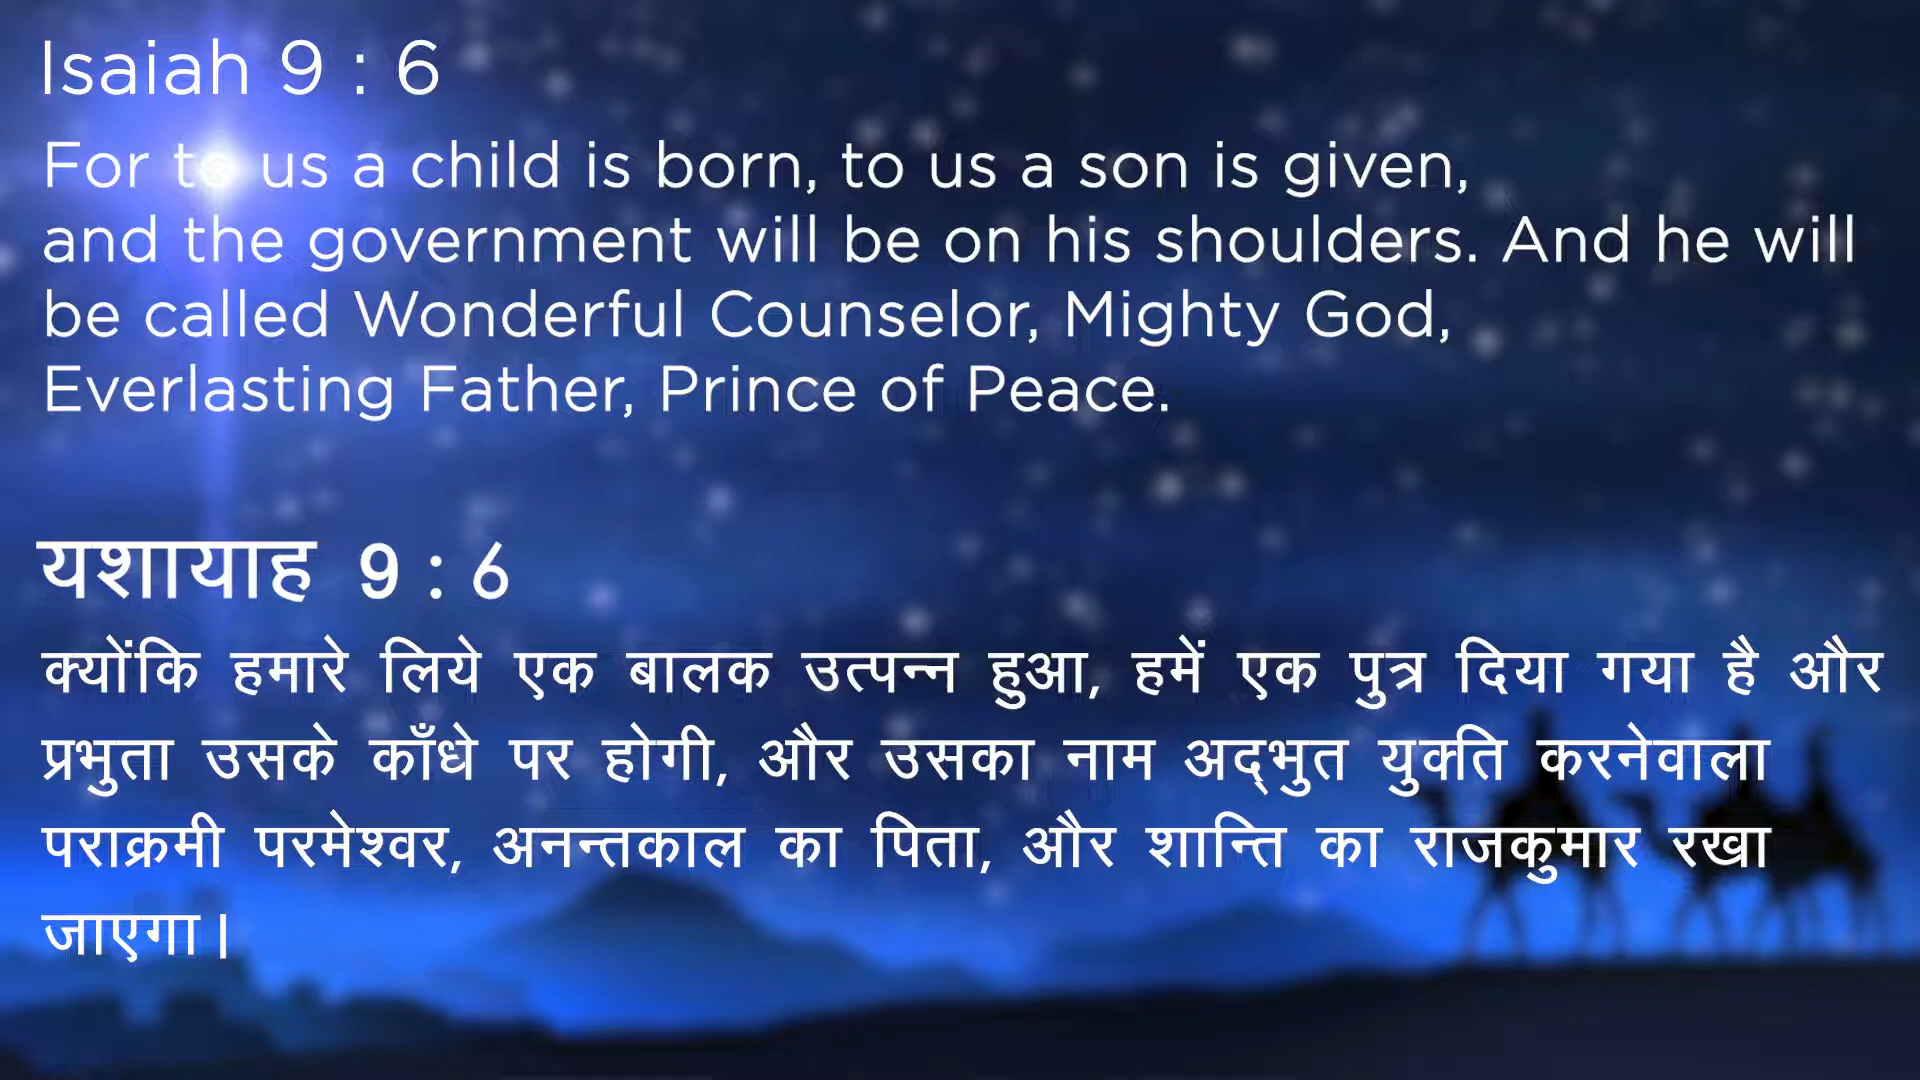 Isaiah 9 : 6
For to us a child is born, to us a son is given,
and the government will be on his shoulders. And he will
be called Wonderful Counselor, Mighty God,
Everlasting Father, Prince of Peace.
यशायाह 9 : 6
क्योंकि हमारे लिये एक बालक उत्पन्न हुआ, हमें एक पुत्र दिया गया है और
प्रभुता उसके काँधे पर होगी, और उसका नाम अद्‌भुत युक्ति करनेवाला
पराक्रमी परमेश्वर, अनन्तकाल का पिता, और शान्ति का राजकुमार रखा
जाएगा।